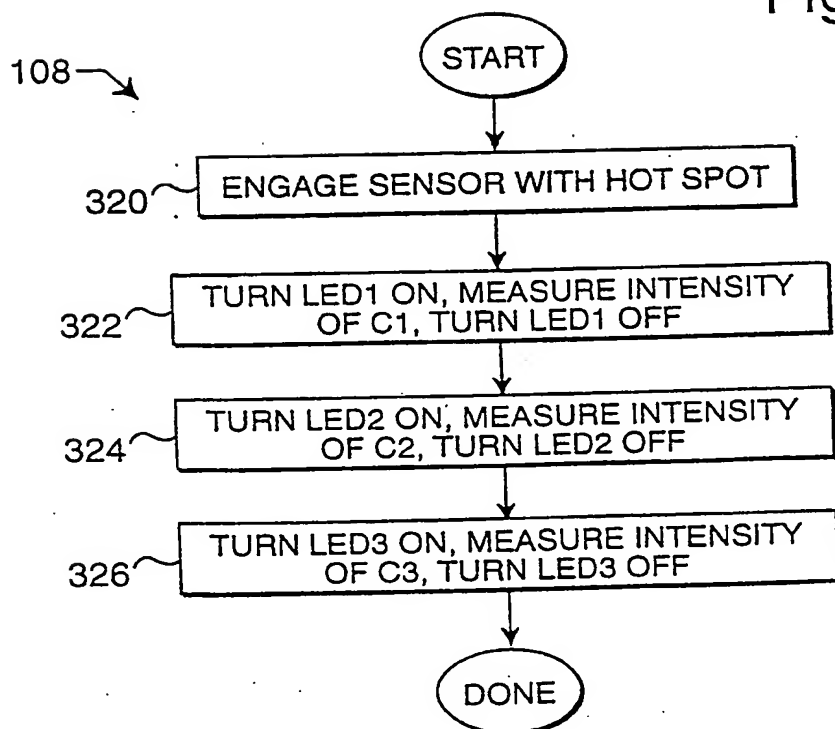 Fig
START
108
320
ENGAGE SENSOR WITH HOT SPOT
322
TURN LED1 ON, MEASURE INTENSITY
OF C1, TURN LED1 OFF
324
TURN LED2 ON, MEASURE INTENSITY
OF C2, TURN LED2 OFF
326
TURN LED3 ON, MEASURE INTENSITY
OF C3, TURN LED3 OFF
DONE